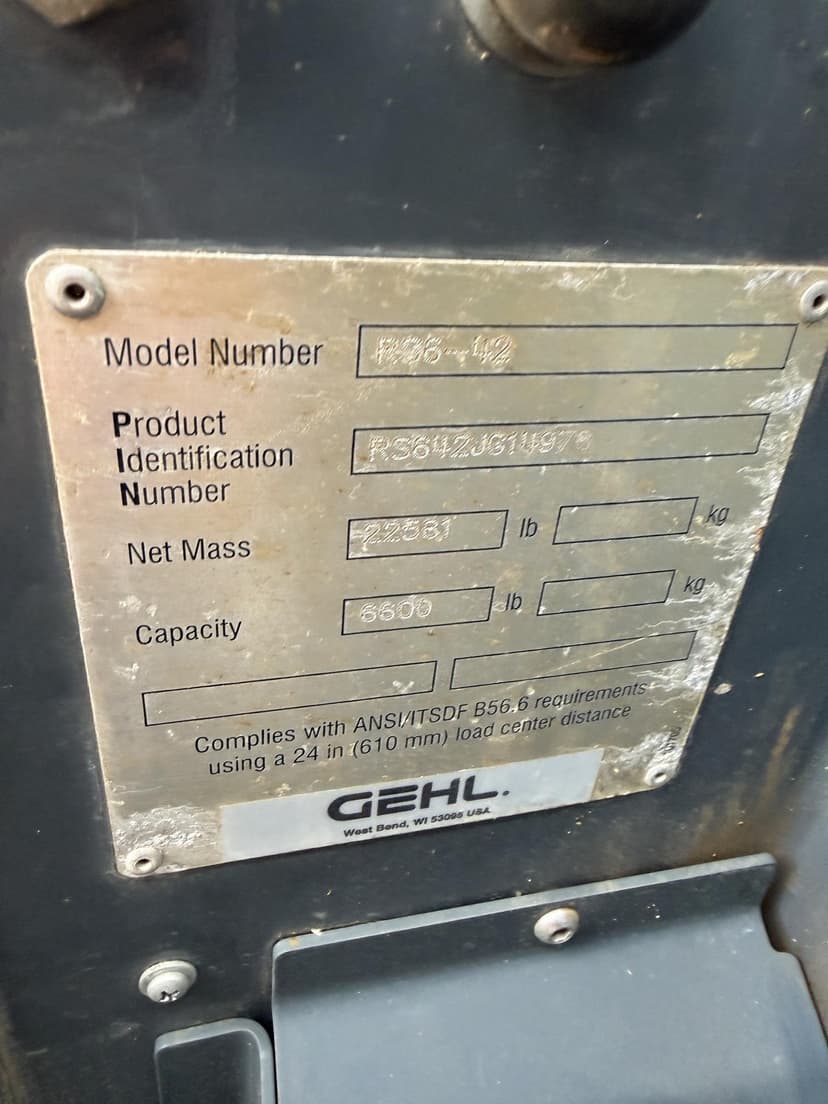 Model Number RS6-42
Product
Identification RS642JG14978
Number
Net Mass 22581 lb kg
Capacity 6600 lb kg
Complies with ANSI/ITSDF B56.6 requirements
using a 24 in (610 mm) load center distance
GEHL.
West Bend, WI 53095 USA